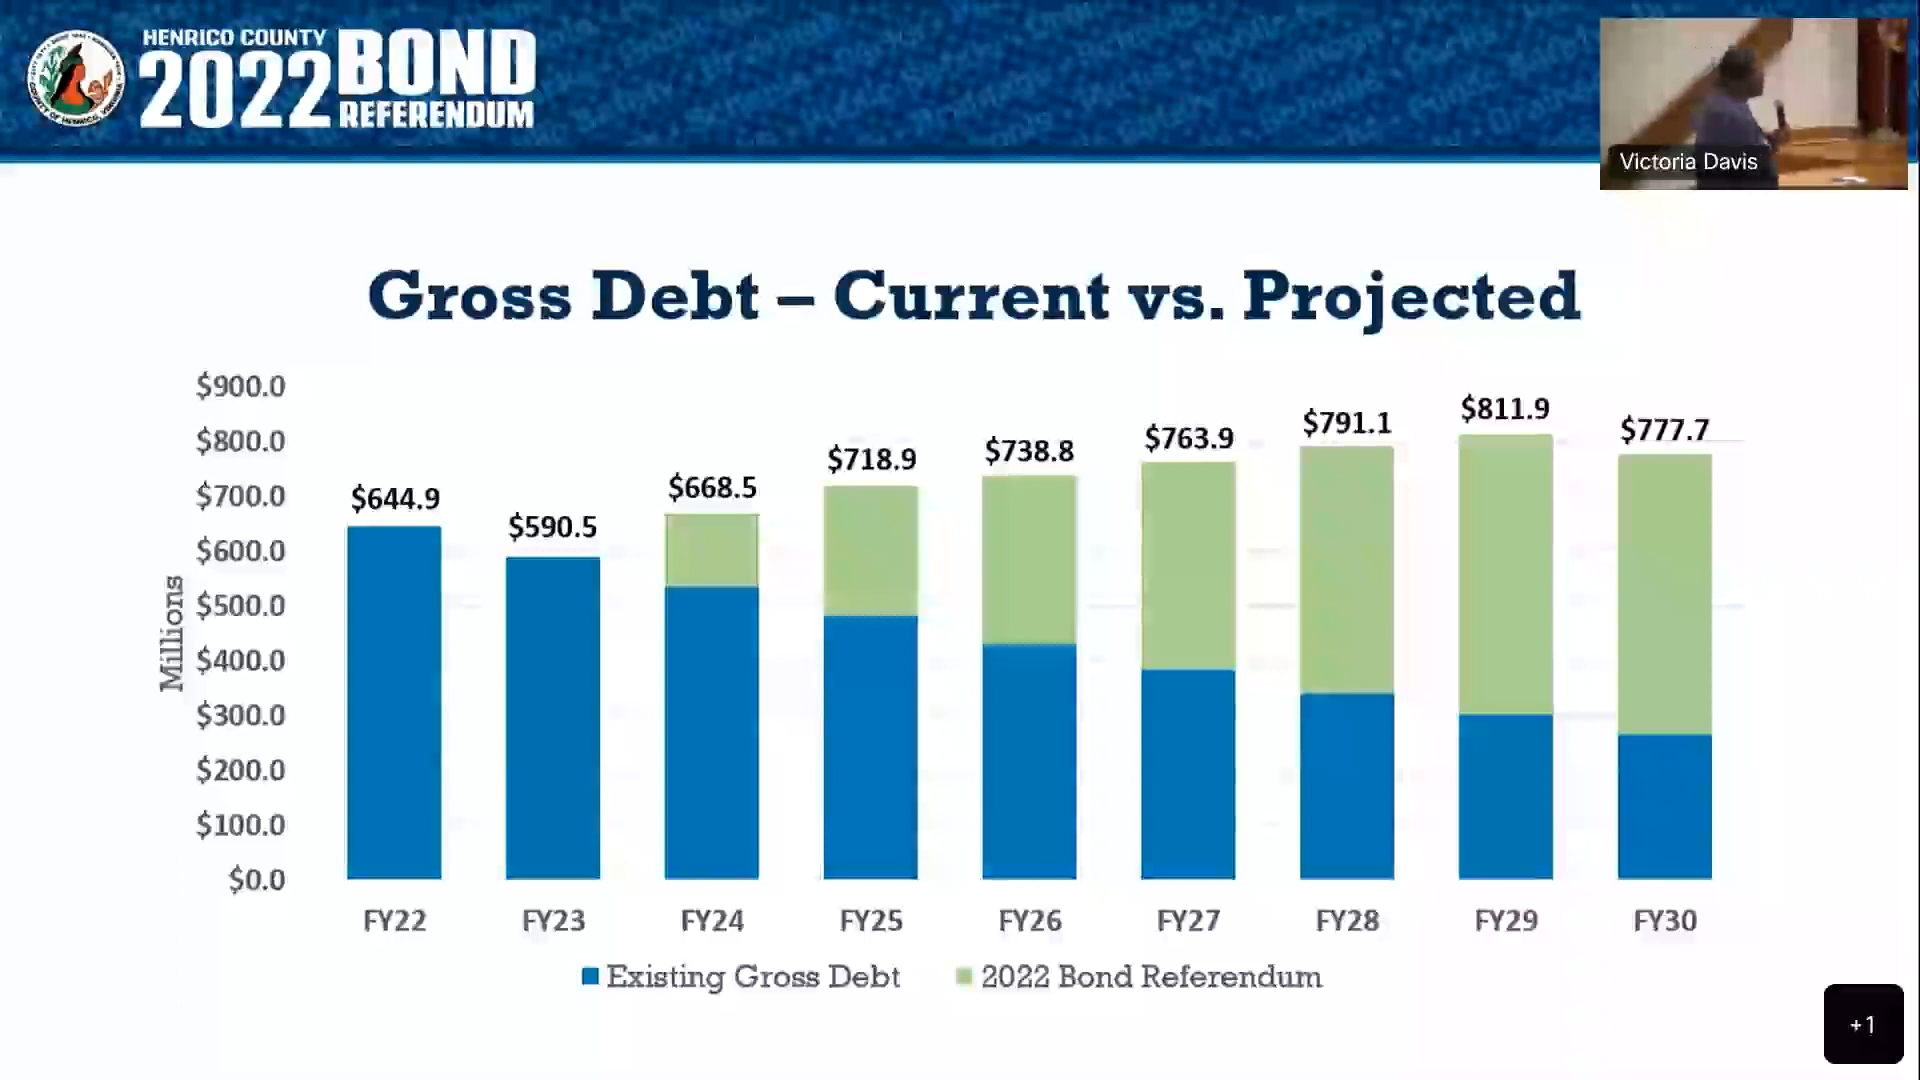 HENRICO COUNTY
2022 BOND
REFERENDUM
Victoria Davis
Gross Debt – Current vs. Projected
$900.0
$800.0
$700.0
$600.0
$500.0
$400.0
$300.0
$200.0
$100.0
$0.0
Millions
$644.9
$590.5
$668.5
$718.9
$738.8
$763.9
$791.1
$811.9
$777.7
FY22 FY23 FY24 FY25 FY26 FY27 FY28 FY29 FY30
Existing Gross Debt 2022 Bond Referendum
+1